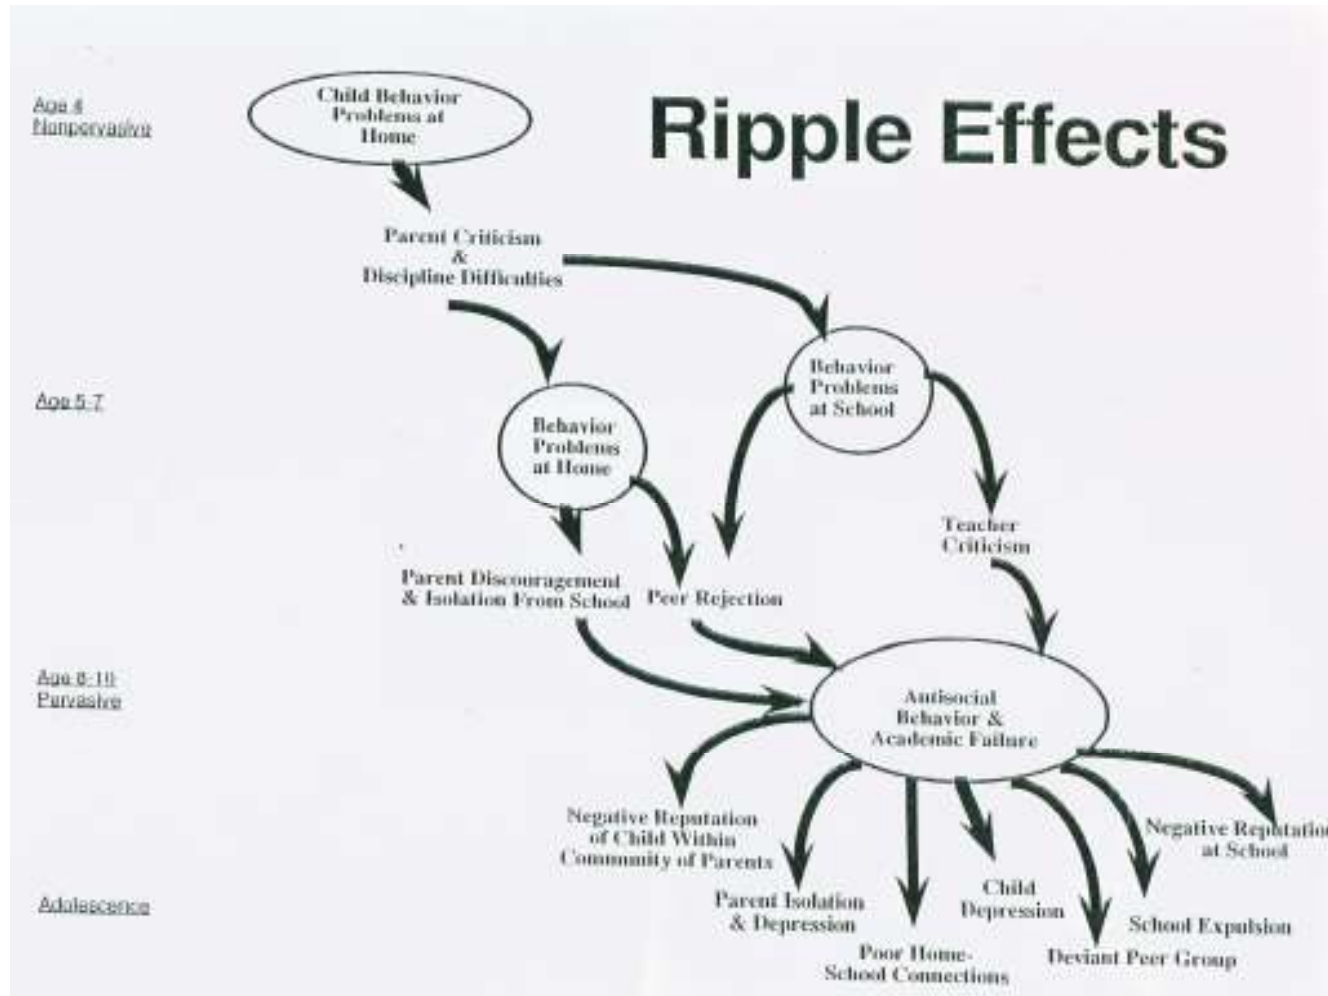 Ripple Effects
Age 4
Nonpervasive
Child Behavior
Problems at
Home
Parent Criticism
&
Discipline Difficulties
Age 5-7
Behavior
Problems
at School
Behavior
Problems
at Home
Teacher
Criticism
Parent Discouragement
& Isolation From School
Peer Rejection
Age 8-10
Pervasive
Antisocial
Behavior &
Academic Failure
Negative Reputation
of Child Within
Community of Parents
Negative Reputation
at School
Adolescence
Parent Isolation
& Depression
Child
Depression
School Expulsion
Poor Home-
School Connections
Deviant Peer Group